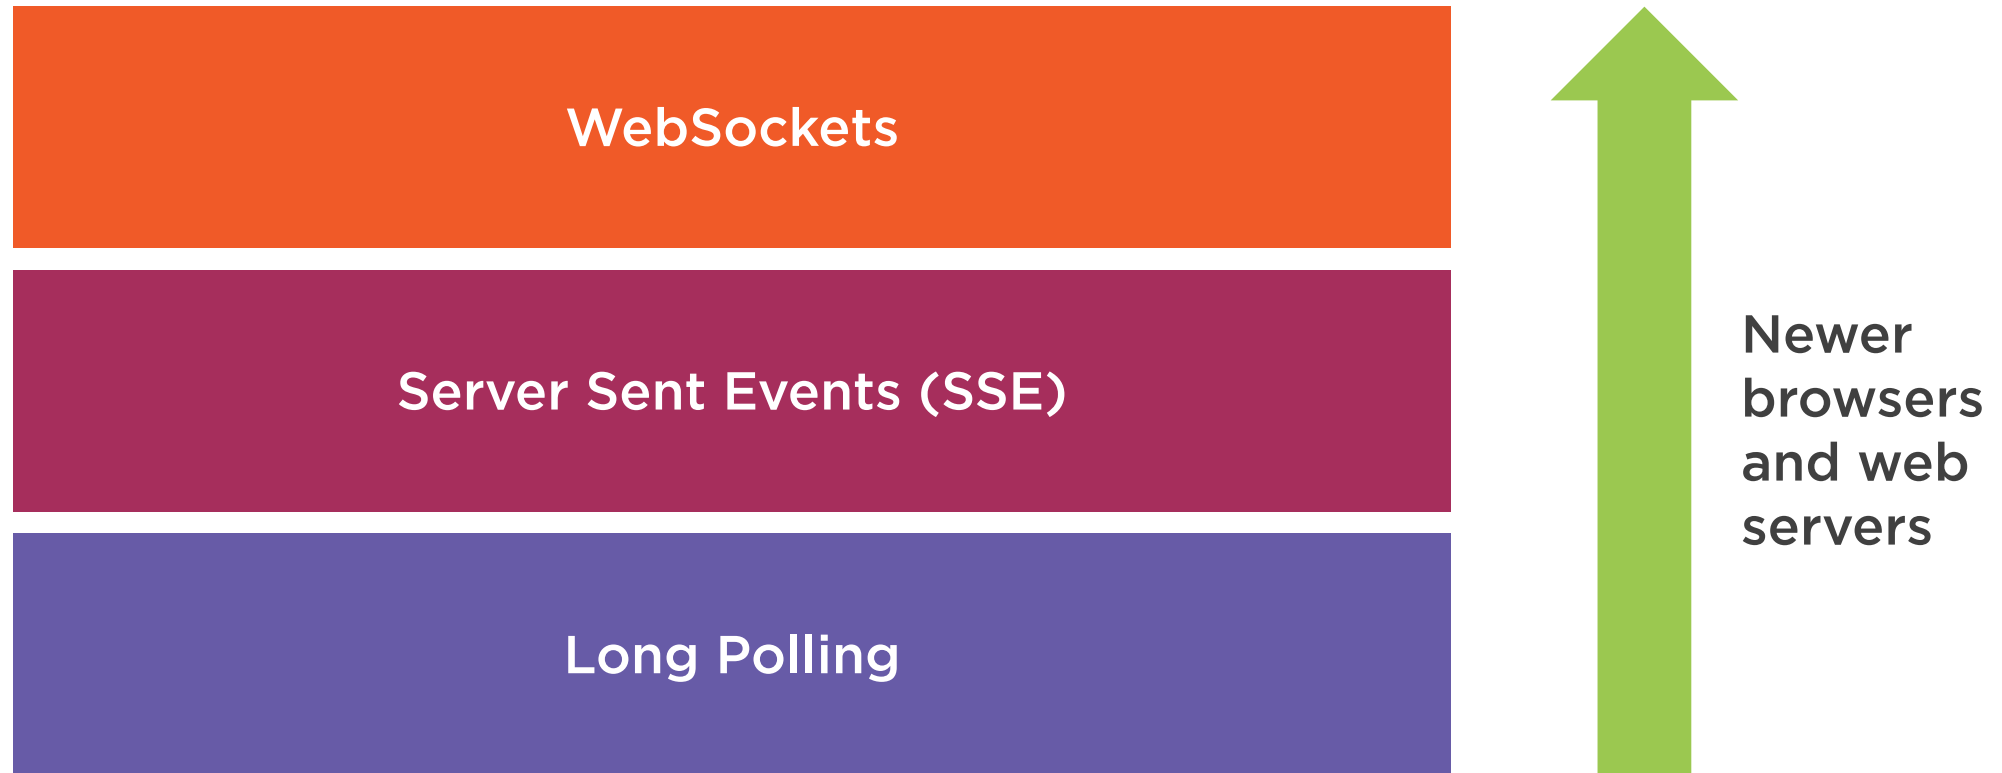 WebSockets
Server Sent Events (SSE)
Long Polling
Newer
browsers
and web
servers